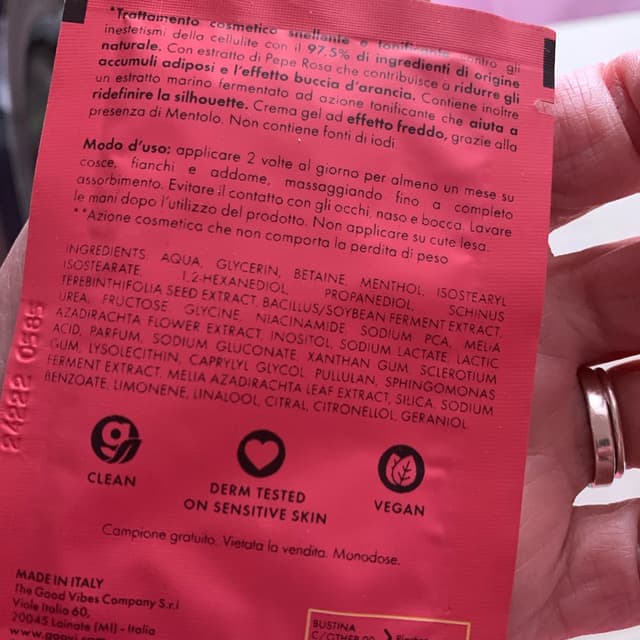 *Trattamento cosmetico snellente e tonificante contro gli
inestetismi della cellulite con il 97.5% di ingredienti di origine
naturale. Con estratto di Pepe Rosa che contribuisce a ridurre gli
accumuli adiposi e l'effetto buccia d'arancia. Contiene inoltre
un estratto marino fermentato ad azione tonificante che aiuta a
ridefinire la silhouette. Crema gel ad effetto freddo, grazie alla
presenza di Mentolo. Non contiene fonti di iodi
Modo d'uso: applicare 2 volte al giorno per almeno un mese su
cosce, fianchi e addome, massaggiando fino a completo
assorbimento. Evitare il contatto con gli occhi, naso e bocca. Lavare
le mani dopo l'utilizzo del prodotto. Non applicare su cute lesa.
**Azione cosmetica che non comporta la perdita di peso
INGREDIENTS: AQUA, GLYCERIN, BETAINE, MENTHOL, ISOSTEARYL
ISOSTEARATE, 1,2-HEXANEDIOL, PROPANEDIOL, SCHINUS
TEREBINTHIFOLIA SEED EXTRACT, BACILLUS/SOYBEAN FERMENT EXTRACT,
UREA, FRUCTOSE, GLYCINE, NIACINAMIDE, SODIUM PCA, MELIA
AZADIRACHTA FLOWER EXTRACT, INOSITOL, SODIUM LACTATE, LACTIC
ACID, PARFUM, SODIUM GLUCONATE, XANTHAN GUM, SCLEROTIUM
GUM, LYSOLECITHIN, CAPRYLYL GLYCOL, PULLULAN, SPHINGOMONAS
FERMENT EXTRACT, MELIA AZADIRACHTA LEAF EXTRACT, SILICA, SODIUM
BENZOATE, LIMONENE, LINALOOL, CITRAL, CITRONELLOL, GERANIOL.
24222 0585
CLEAN
DERM TESTED
ON SENSITIVE SKIN
VEGAN
Campione gratuito. Vietata la vendita. Monodose.
MADE IN ITALY
The Good Vibes Company S.r.l
Viale Italia 60,
20045 Lainate (MI) - Italia
BUSTINA